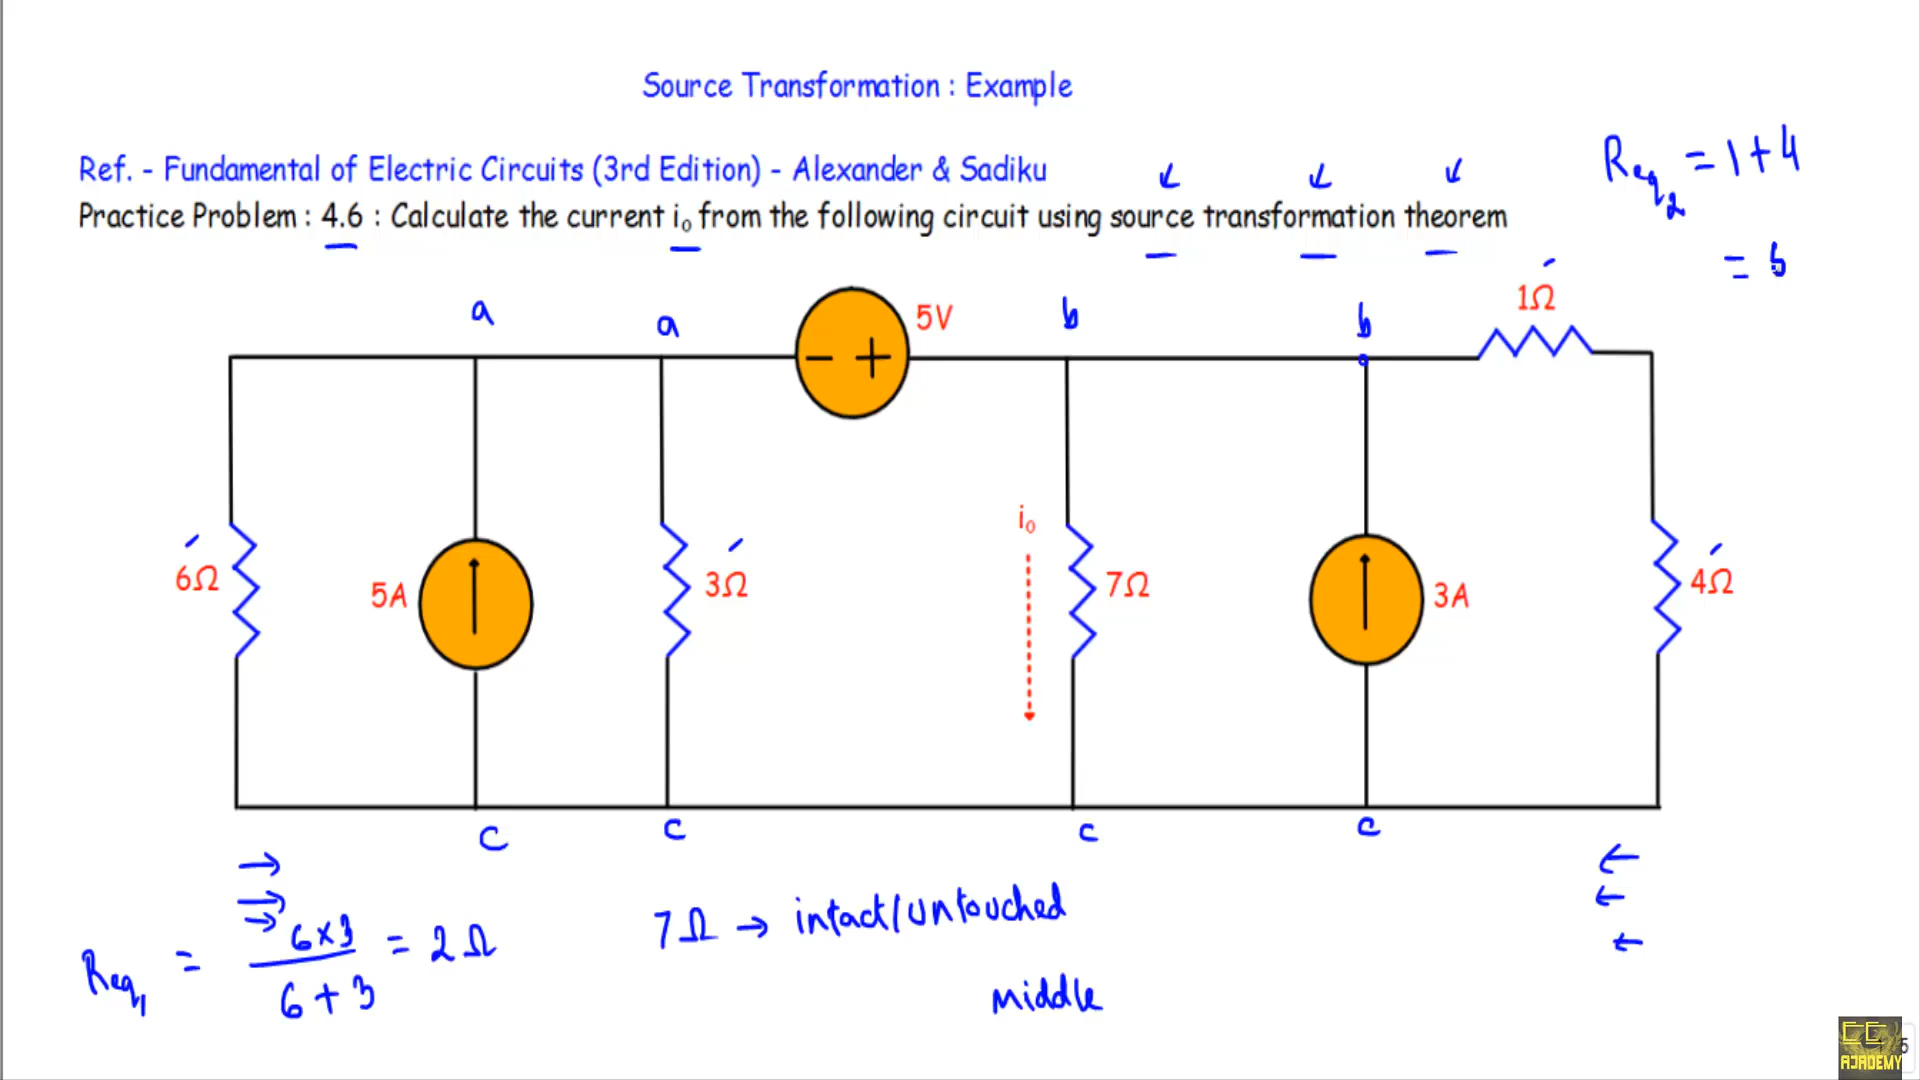 Source Transformation : Example
Ref. - Fundamental of Electric Circuits (3rd Edition) - Alexander & Sadiku
Practice Problem : 4.6 : Calculate the current i₀ from the following circuit using source transformation theorem
Req₂ = 1+4
= 5
a
a
5V
b
b
1Ω
- +
6Ω
5A
3Ω
i₀
7Ω
3A
4Ω
c
c
c
c
Req₁ = 6×3 / 6+3 = 2Ω
7Ω → intact/untouched
middle
EE
AJADEMY